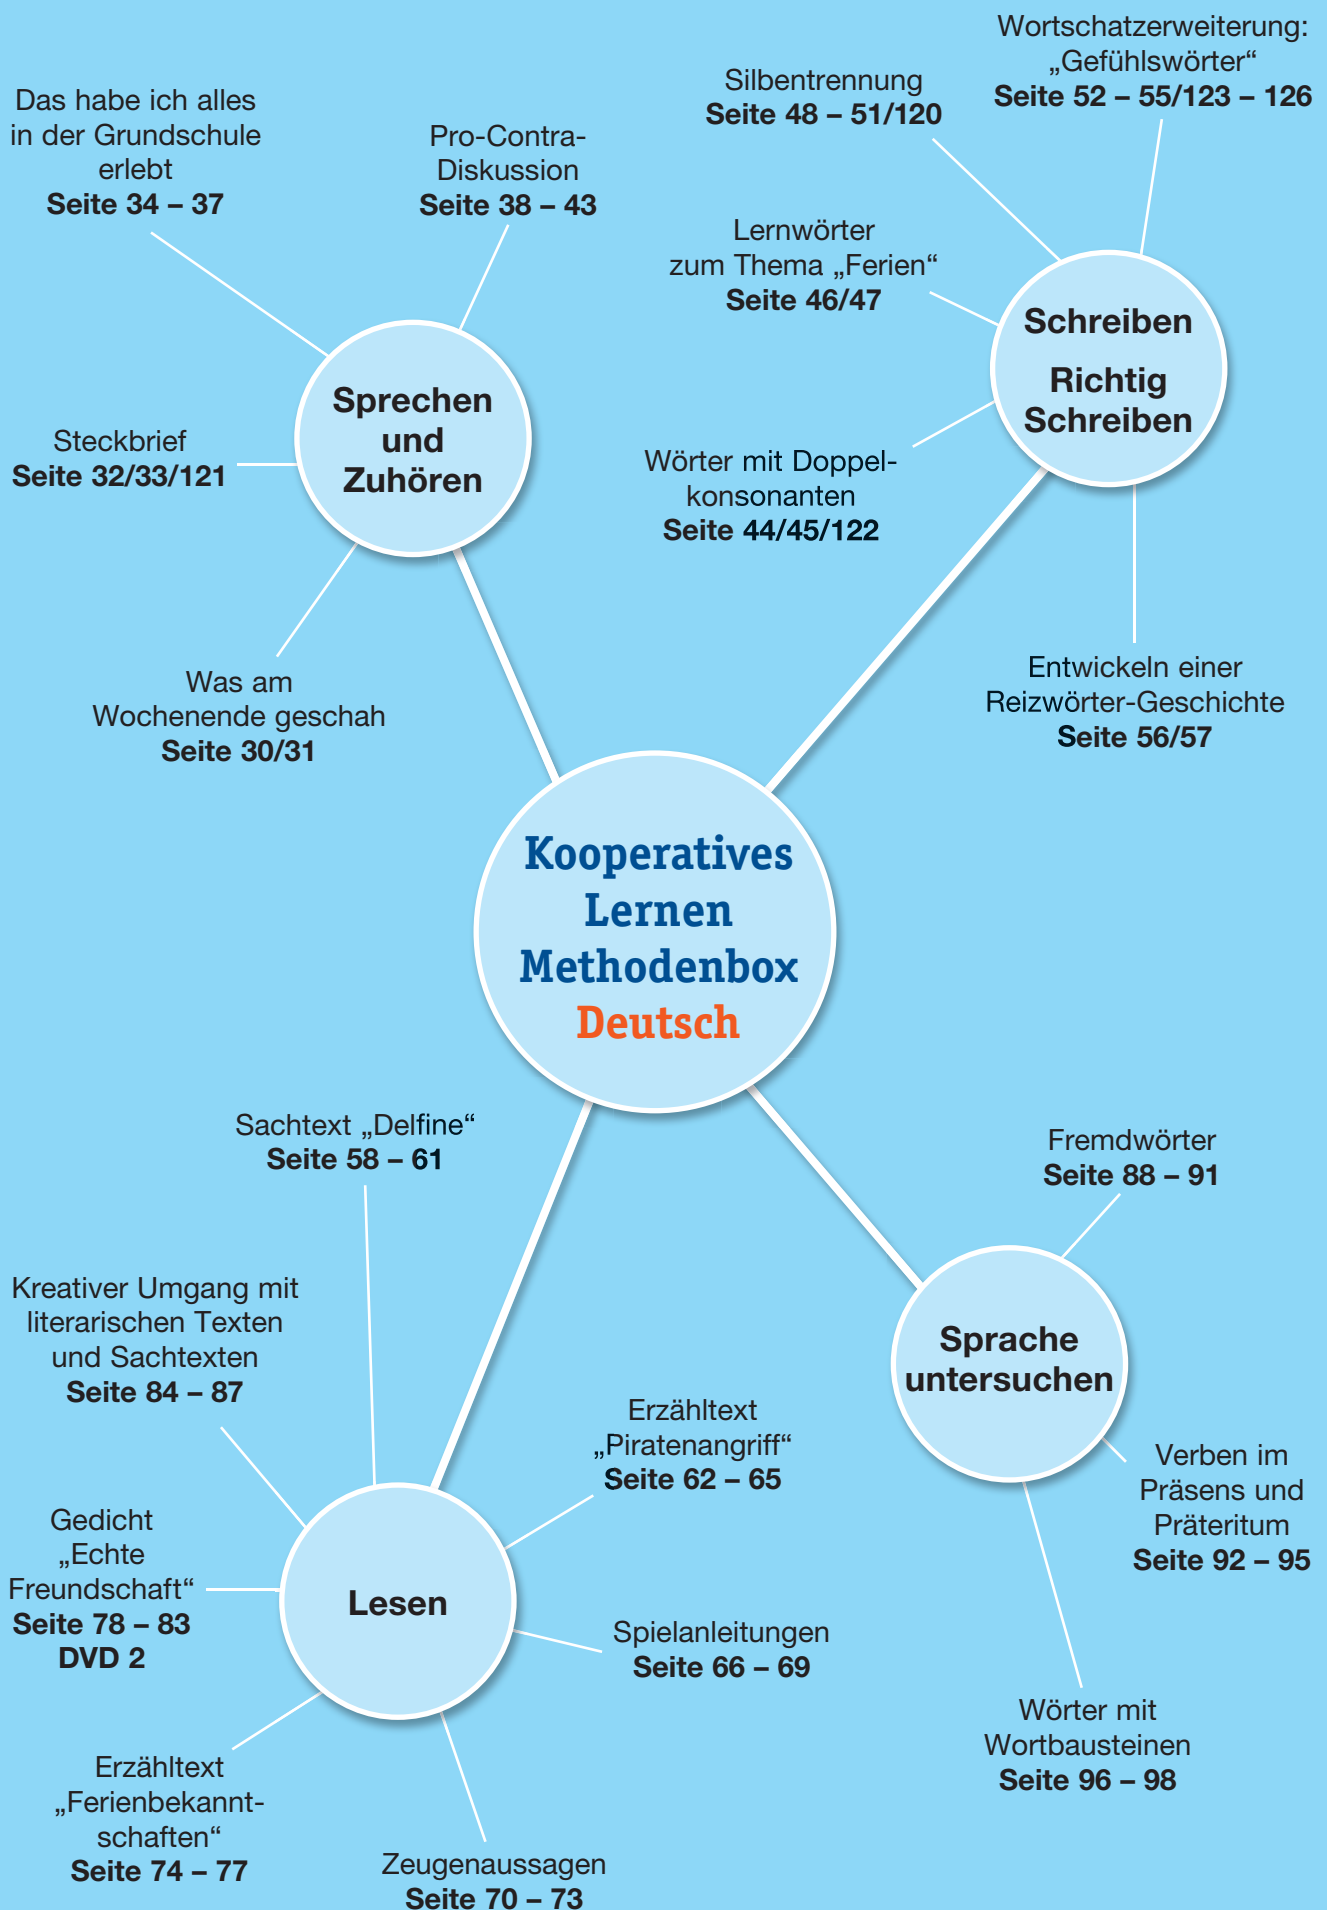 Wortschatzerweiterung:
„Gefühlswörter“
Seite 52 – 55/123 – 126
Silbentrennung
Seite 48 – 51/120
Das habe ich alles
in der Grundschule
erlebt
Seite 34 – 37
Pro-Contra-
Diskussion
Seite 38 – 43
Lernwörter
zum Thema „Ferien“
Seite 46/47
Schreiben
Richtig
Schreiben
Sprechen
und
Zuhören
Steckbrief
Seite 32/33/121
Wörter mit Doppel-
konsonanten
Seite 44/45/122
Was am
Wochenende geschah
Seite 30/31
Entwickeln einer
Reizwörter-Geschichte
Seite 56/57
Kooperatives
Lernen
Methodenbox
Deutsch
Sachtext „Delfine“
Seite 58 – 61
Fremdwörter
Seite 88 – 91
Kreativer Umgang mit
literarischen Texten
und Sachtexten
Seite 84 – 87
Sprache
untersuchen
Erzähltext
„Piratenangriff“
Seite 62 – 65
Verben im
Präsens und
Präteritum
Seite 92 – 95
Gedicht
„Echte
Freundschaft“
Seite 78 – 83
DVD 2
Lesen
Spielanleitungen
Seite 66 – 69
Wörter mit
Wortbausteinen
Seite 96 – 98
Erzähltext
„Ferienbekannt-
schaften“
Seite 74 – 77
Zeugenaussagen
Seite 70 – 73